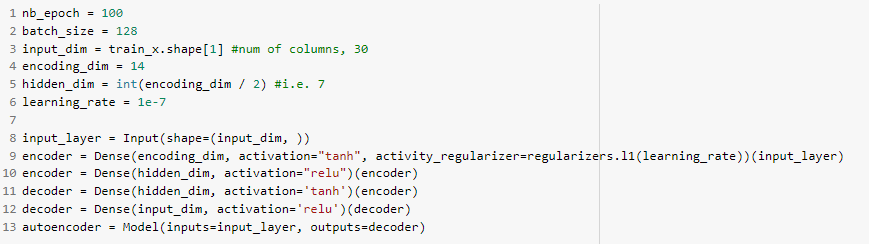 1 nb_epoch = 100
2 batch_size = 128
3 input_dim = train_x.shape[1] #num of columns, 30
4 encoding_dim = 14
5 hidden_dim = int(encoding_dim / 2) #i.e. 7
6 learning_rate = 1e-7
7
8 input_layer = Input(shape=(input_dim, ))
9 encoder = Dense(encoding_dim, activation="tanh", activity_regularizer=regularizers.l1(learning_rate))(input_layer)
10 encoder = Dense(hidden_dim, activation="relu")(encoder)
11 decoder = Dense(hidden_dim, activation='tanh')(encoder)
12 decoder = Dense(input_dim, activation='relu')(decoder)
13 autoencoder = Model(inputs=input_layer, outputs=decoder)